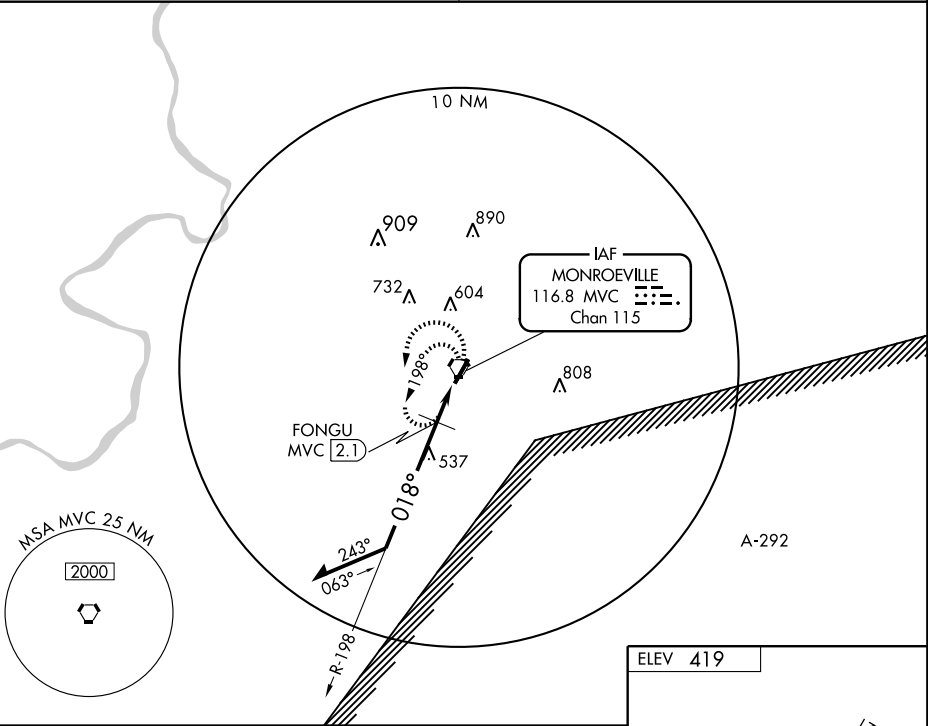 10 NM
909
890
732
604
IAF
MONROEVILLE
116.8 MVC
Chan 115
198°
808
FONGU
MVC 2.1
537
018°
MSA MVC 25 NM
2000
243°
063°
A-292
R-198
ELEV 419